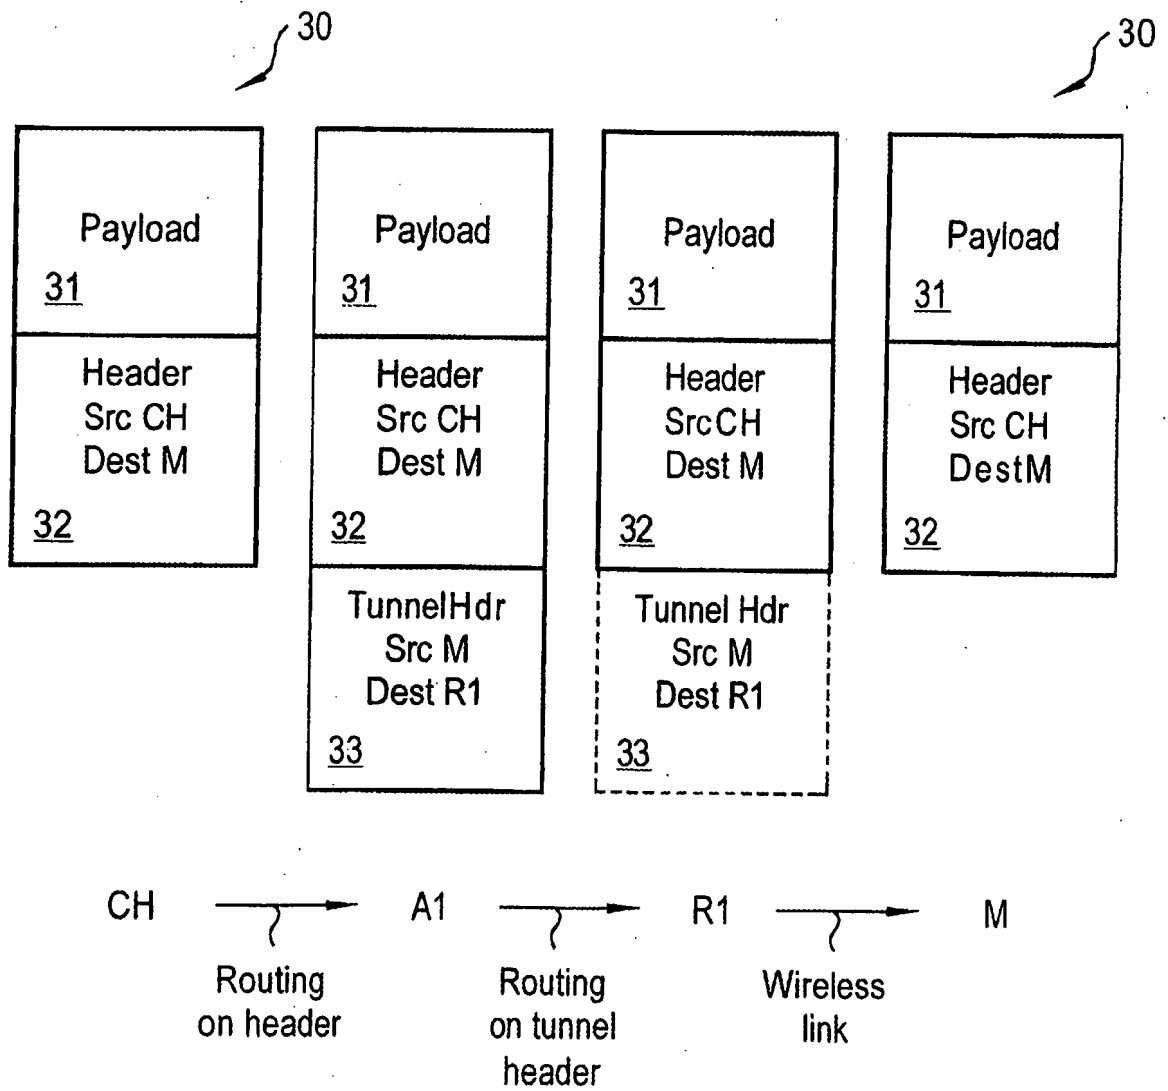 30
30
Payload
31
Header
Src CH
Dest M
32
Payload
31
Header
Src CH
Dest M
32
TunnelHdr
Src M
Dest R1
33
Payload
31
Header
SrcCH
Dest M
32
Tunnel Hdr
Src M
Dest R1
33
Payload
31
Header
Src CH
DestM
32
CH
A1
R1
M
Routing
on header
Routing
on tunnel
header
Wireless
link